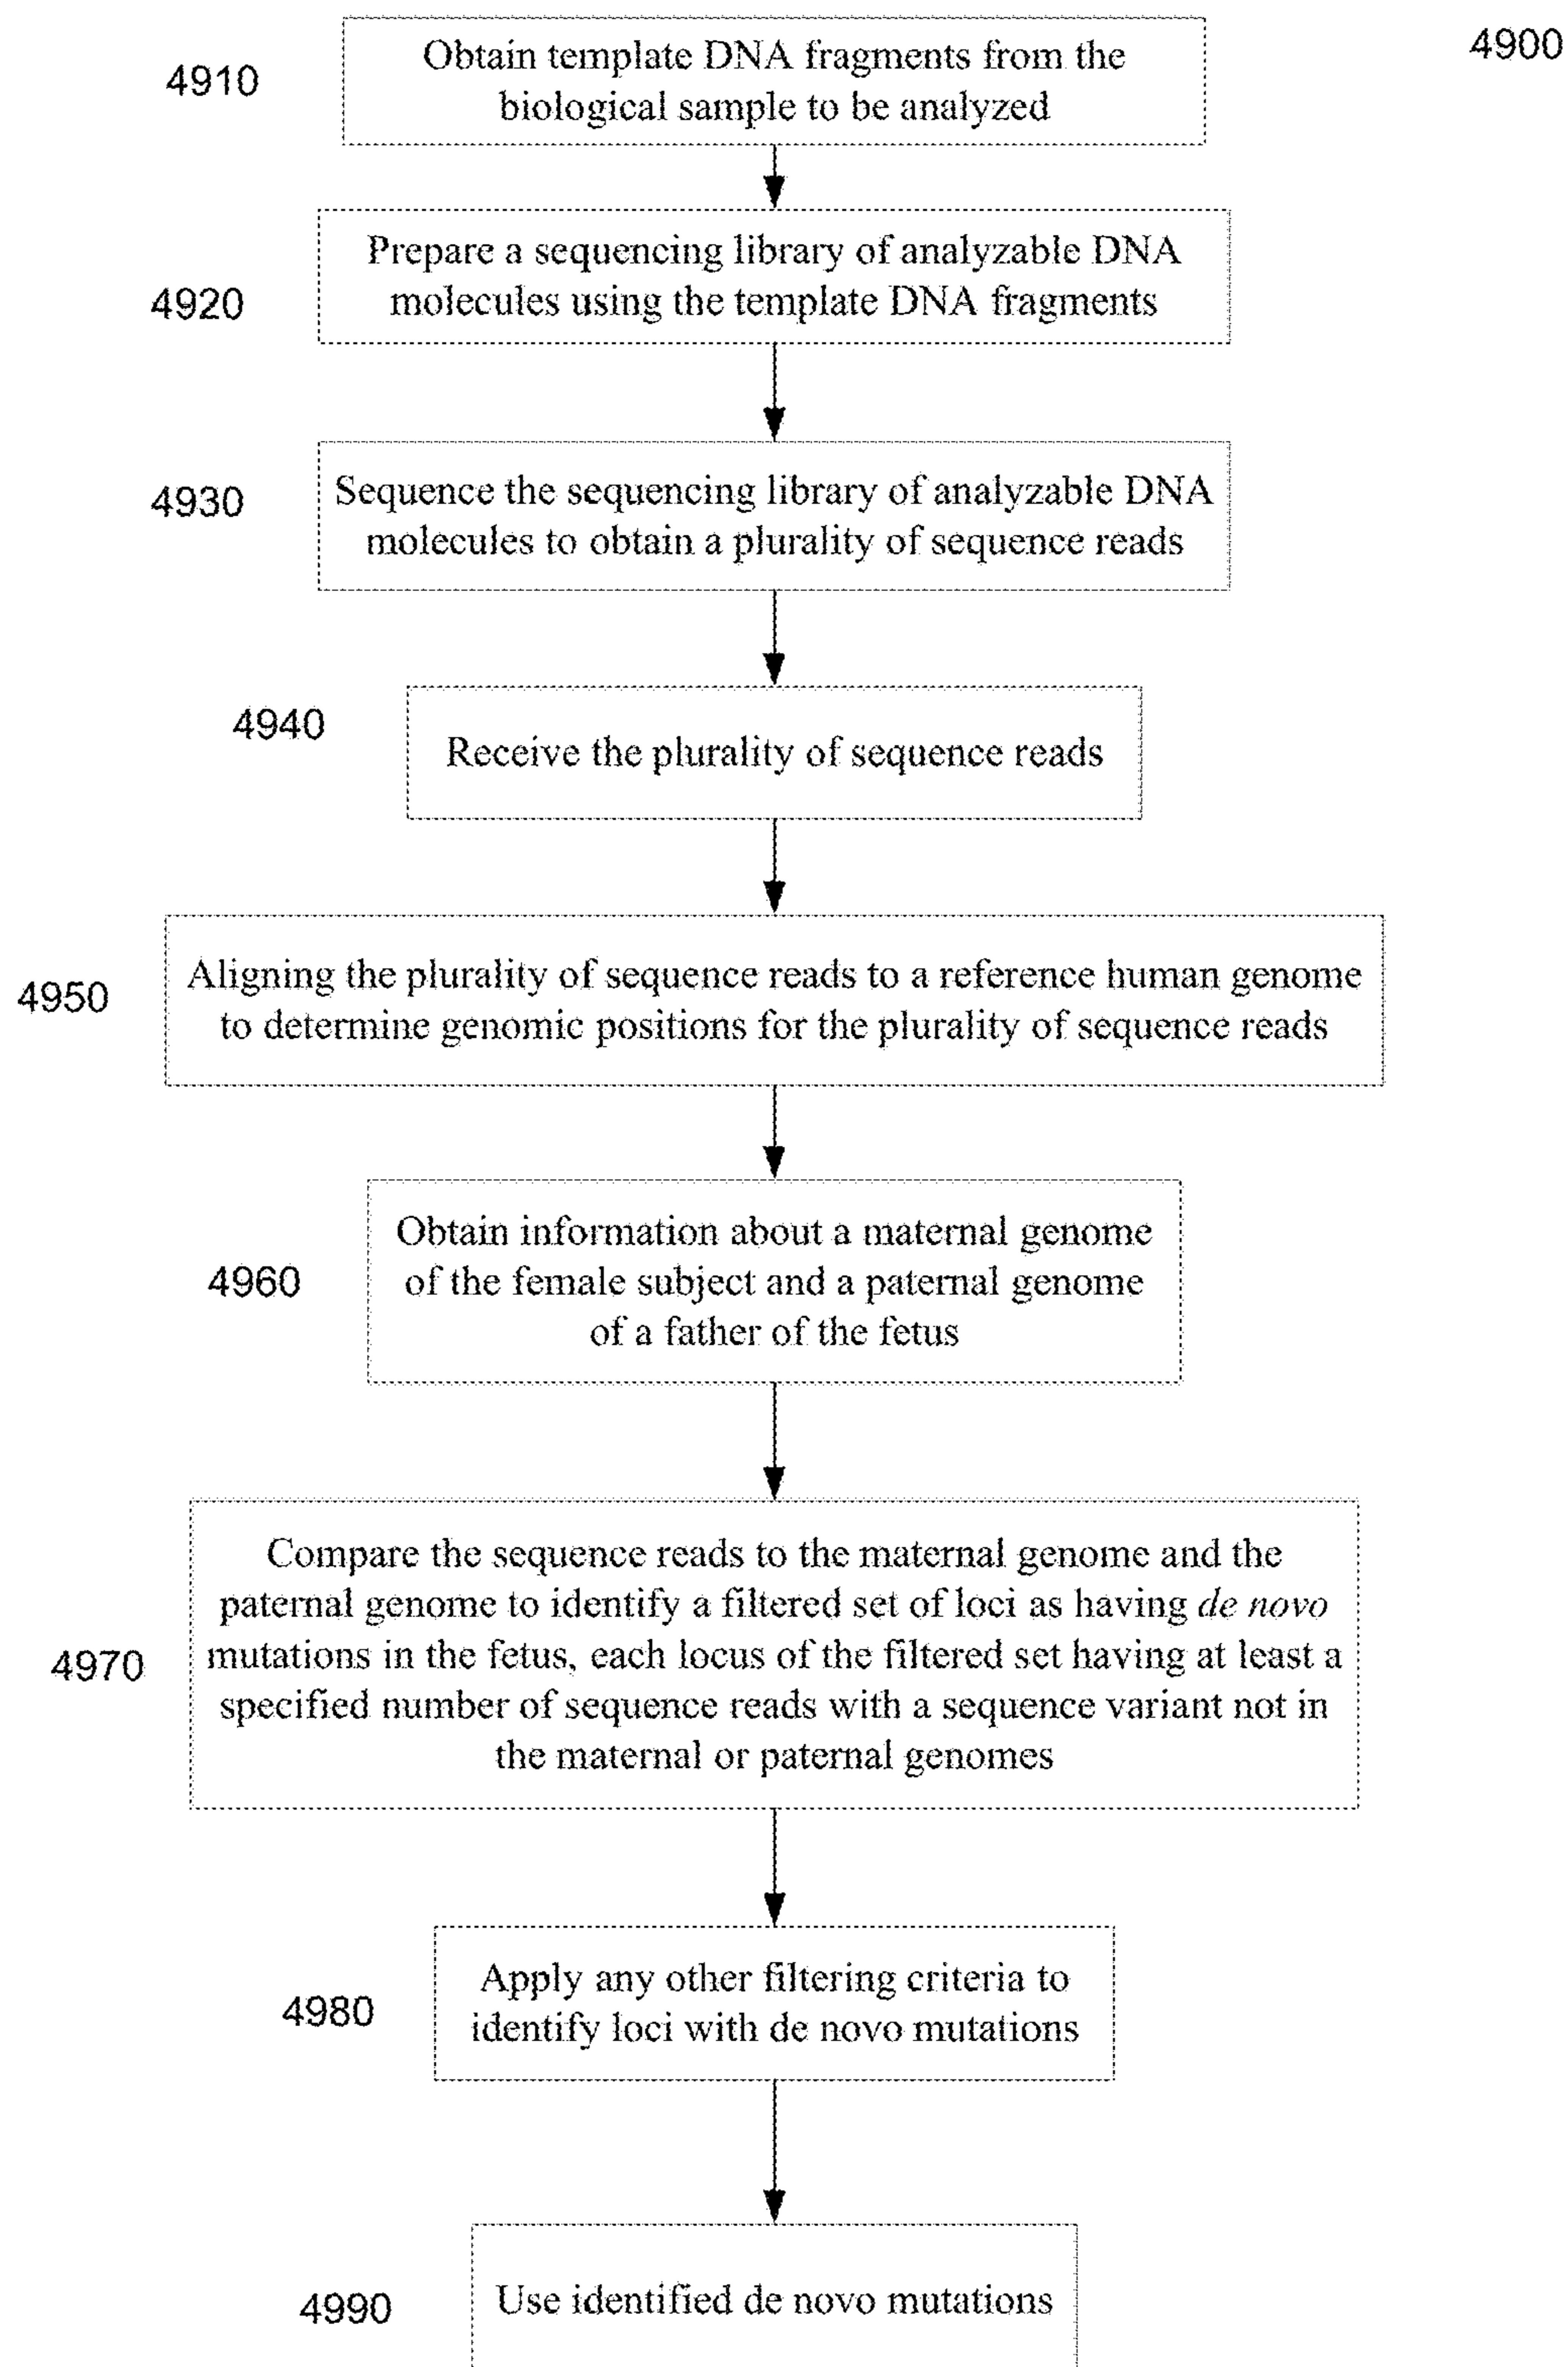 4900
4910
Obtain template DNA fragments from the
biological sample to be analyzed
4920
Prepare a sequencing library of analyzable DNA
molecules using the template DNA fragments
4930
Sequence the sequencing library of analyzable DNA
molecules to obtain a plurality of sequence reads
4940
Receive the plurality of sequence reads
4950
Aligning the plurality of sequence reads to a reference human genome
to determine genomic positions for the plurality of sequence reads
4960
Obtain information about a maternal genome
of the female subject and a paternal genome
of a father of the fetus
4970
Compare the sequence reads to the maternal genome and the
paternal genome to identify a filtered set of loci as having de novo
mutations in the fetus, each locus of the filtered set having at least a
specified number of sequence reads with a sequence variant not in
the maternal or paternal genomes
4980
Apply any other filtering criteria to
identify loci with de novo mutations
4990
Use identified de novo mutations